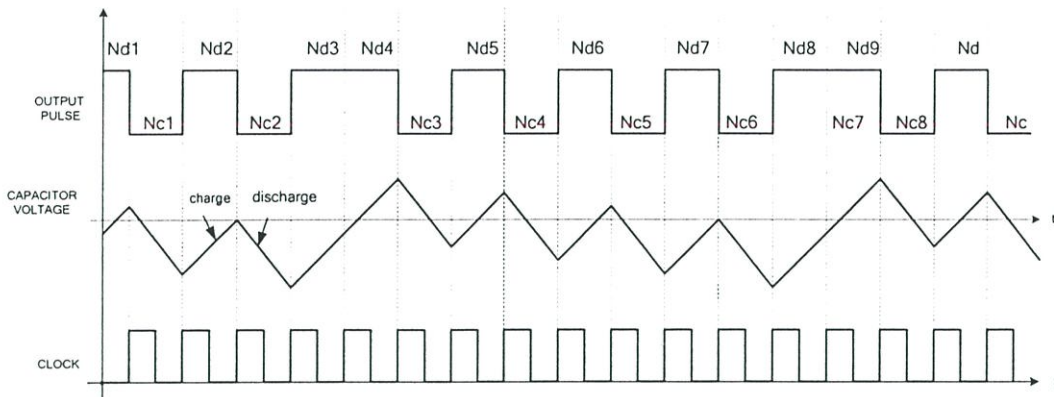 Nd1 Nd2 Nd3 Nd4 Nd5 Nd6 Nd7 Nd8 Nd9 Nd
OUTPUT
PULSE
Nc1 Nc2 Nc3 Nc4 Nc5 Nc6 Nc7 Nc8 Nc
CAPACITOR
VOLTAGE
charge discharge
t
CLOCK